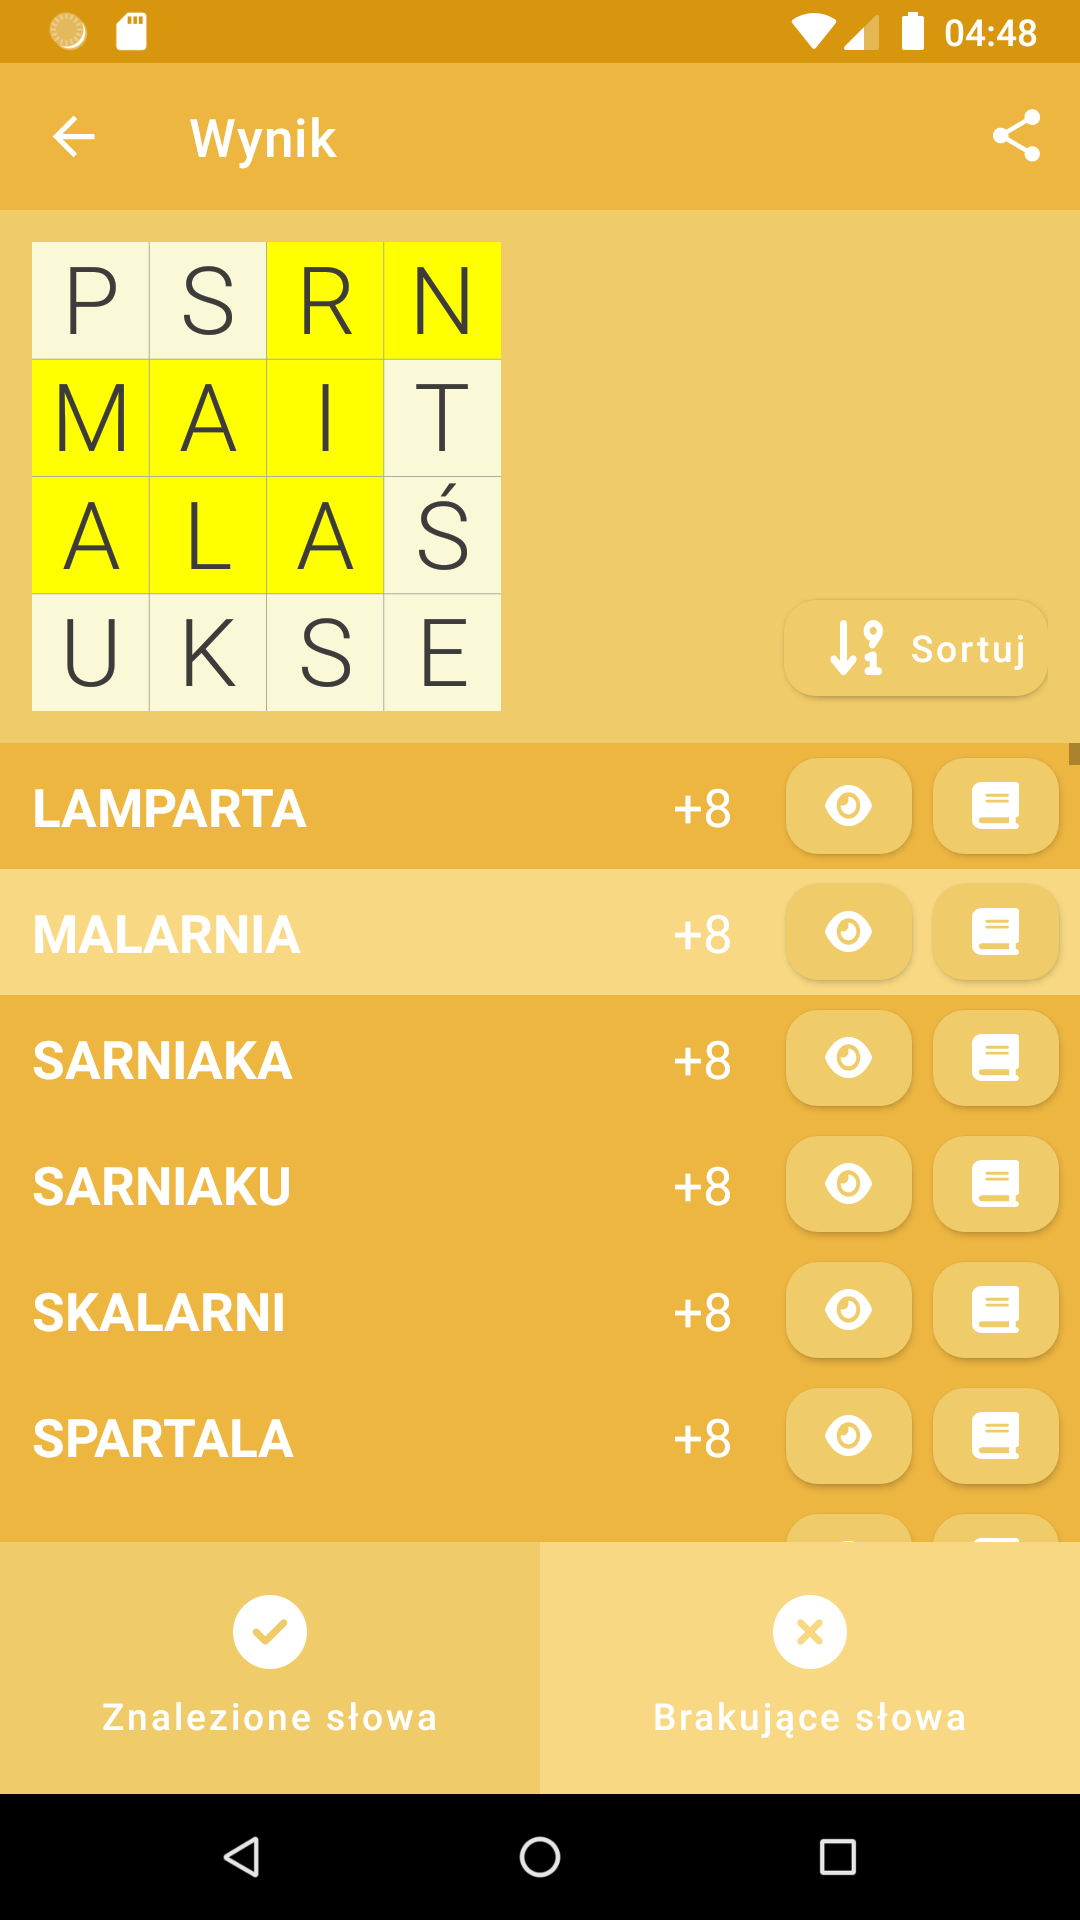 04:48
Wynik
P S R N
M A I T
A L A Ś
U K S E
Sortuj
LAMPARTA +8
MALARNIA +8
SARNIAKA +8
SARNIAKU +8
SKALARNI +8
SPARTALA +8
Znalezione słowa
Brakujące słowa